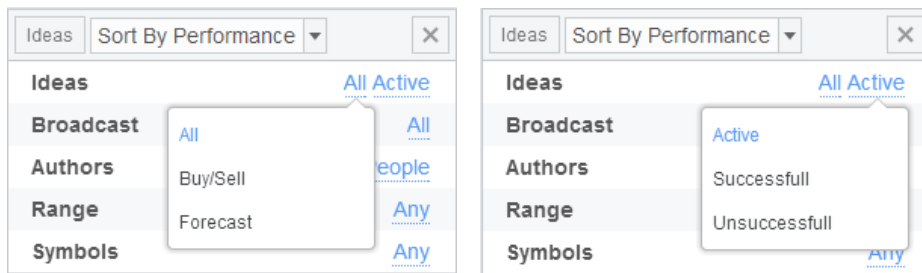 Ideas Sort By Performance
Ideas All Active
Broadcast All
All
Authors eople
Buy/Sell
Range Any
Forecast
Symbols Any
Ideas Sort By Performance
Ideas All Active
Broadcast
Active
Authors
Successfull
Range
Unsuccessfull
Symbols Any